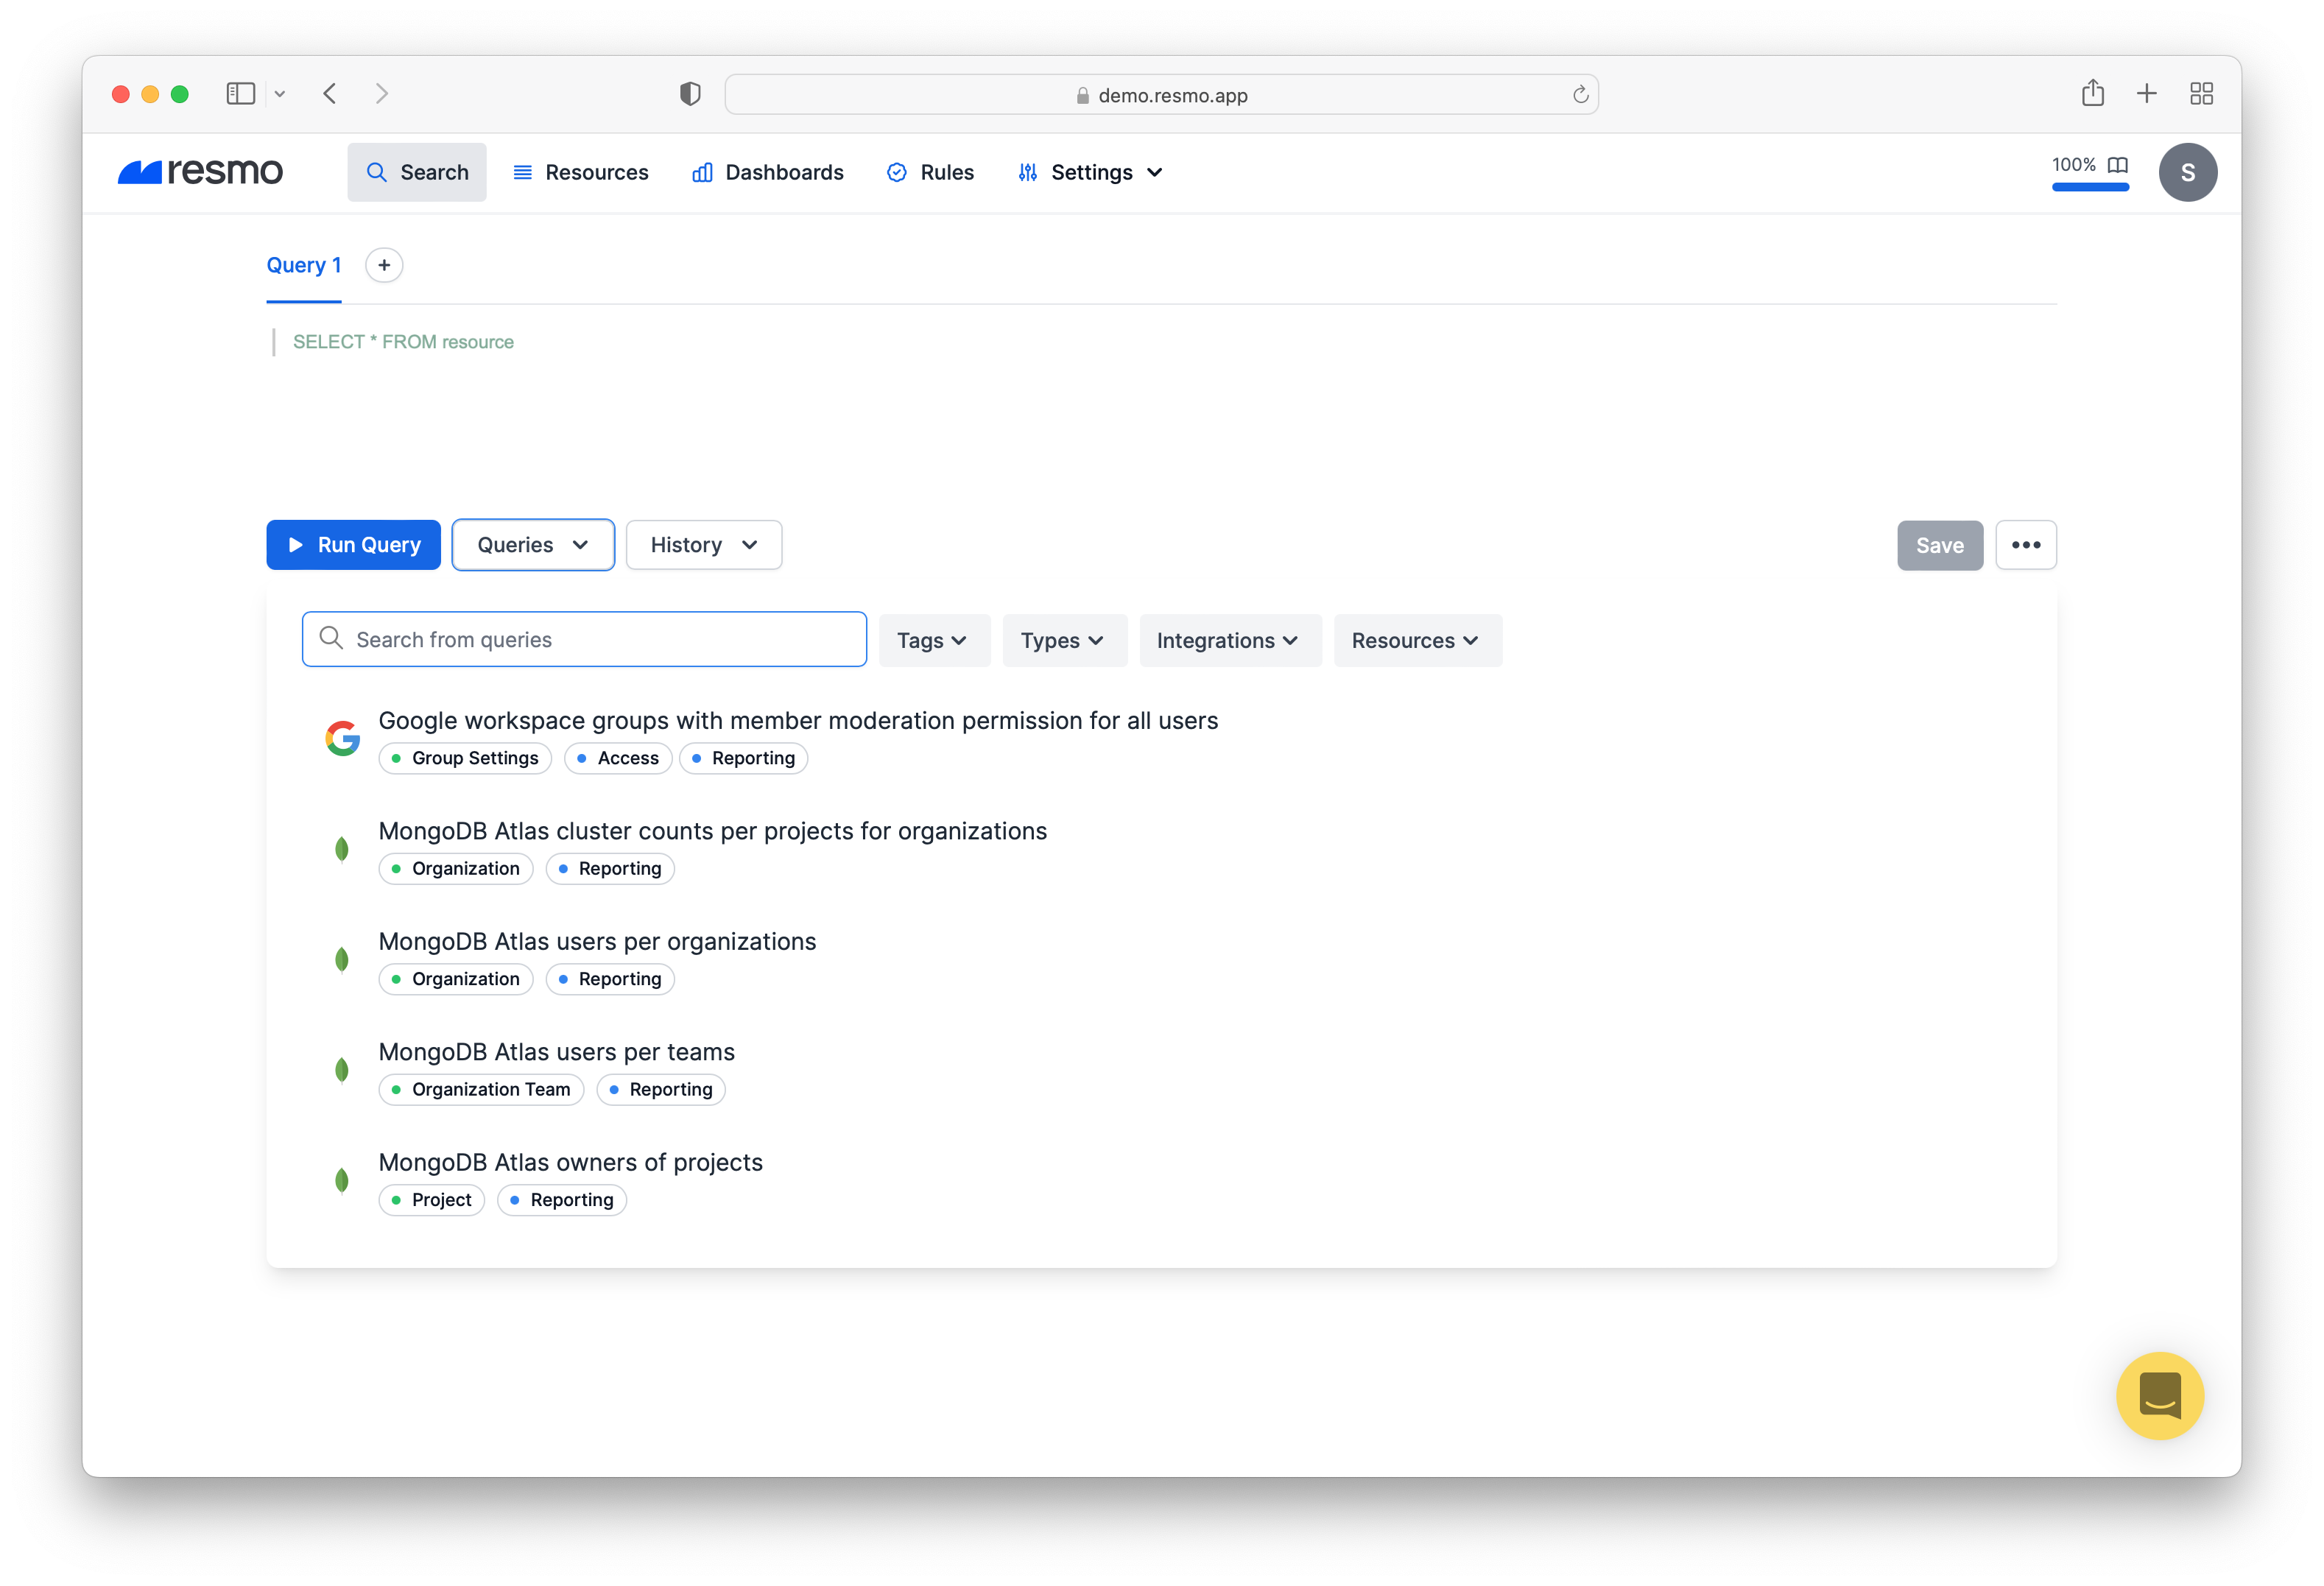 demo.resmo.app
resmo
Search
Resources
Dashboards
Rules
Settings
100%
S
Query 1
+
SELECT * FROM resource
Run Query
Queries
History
Save
Search from queries
Tags
Types
Integrations
Resources
Google workspace groups with member moderation permission for all users
Group Settings
Access
Reporting
MongoDB Atlas cluster counts per projects for organizations
Organization
Reporting
MongoDB Atlas users per organizations
Organization
Reporting
MongoDB Atlas users per teams
Organization Team
Reporting
MongoDB Atlas owners of projects
Project
Reporting